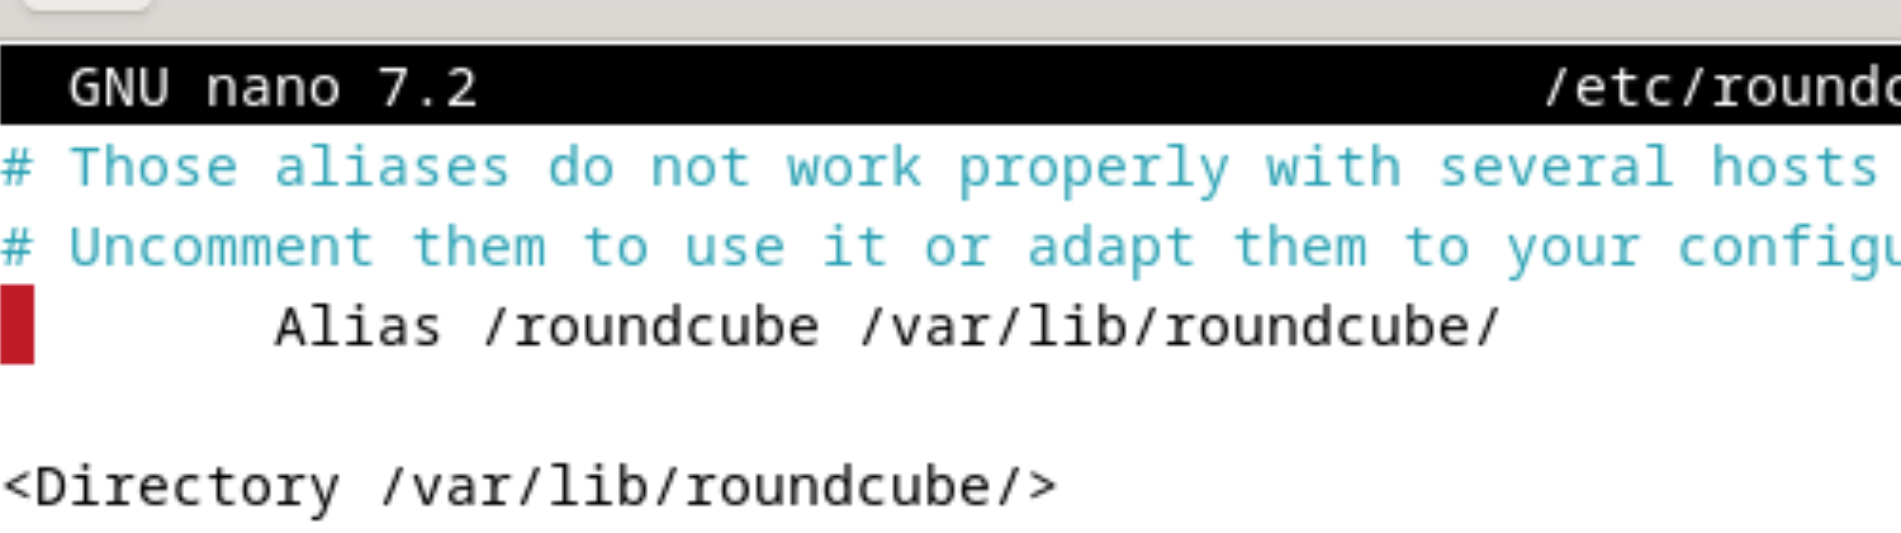 GNU nano 7.2 /etc/roundc
# Those aliases do not work properly with several hosts
# Uncomment them to use it or adapt them to your configu
Alias /roundcube /var/lib/roundcube/
<Directory /var/lib/roundcube/>